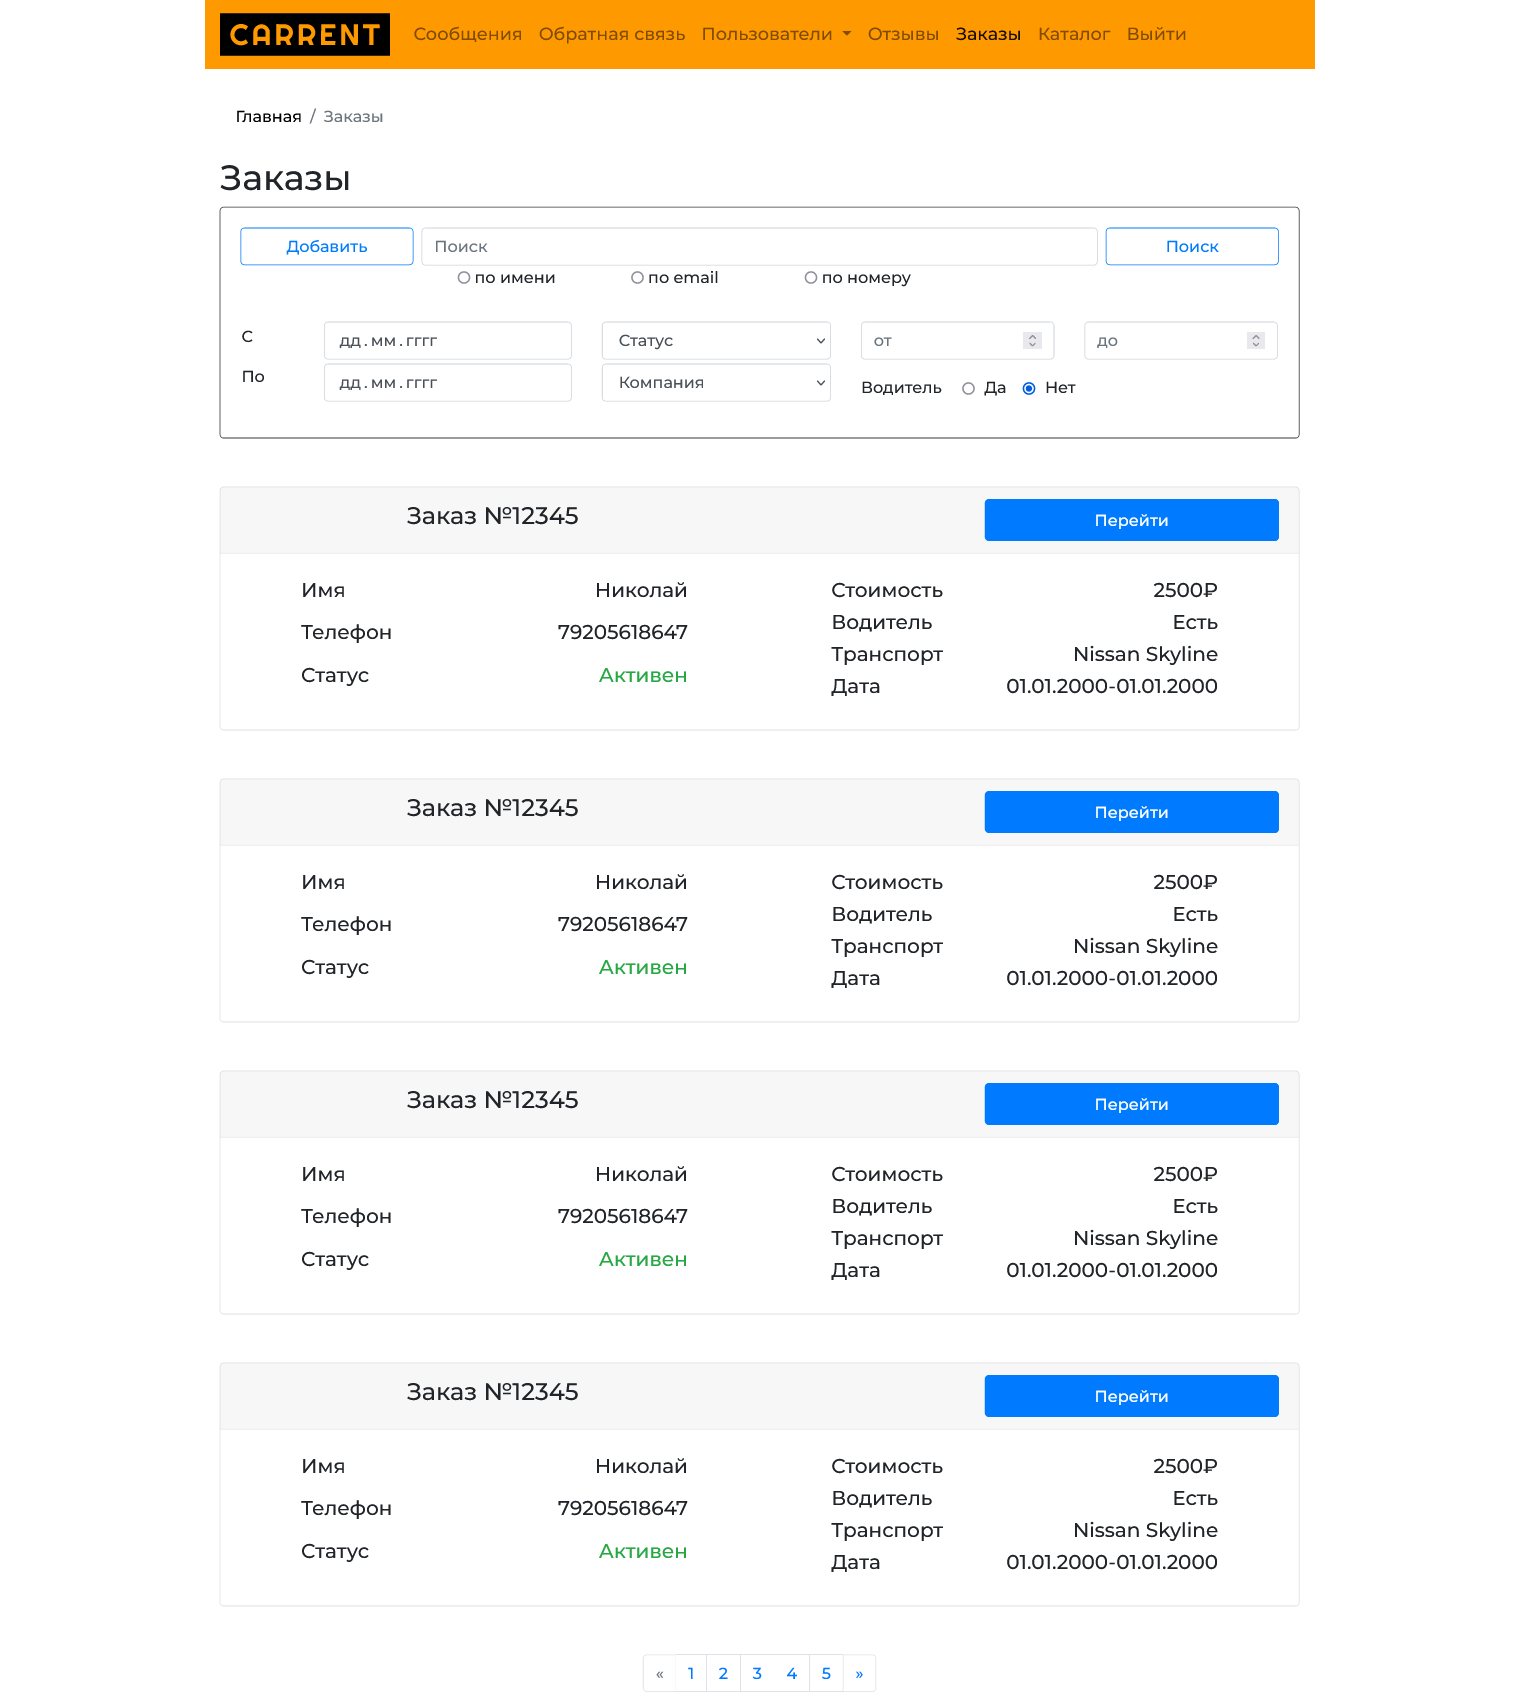 CARRENT Сообщения Обратная связь Пользователи Отзывы Заказы Каталог Выйти
Главная / Заказы
Заказы
Добавить Поиск Поиск
по имени по email по номеру
С дд.мм.гггг Статус от до
По дд.мм.гггг Компания Водитель Да Нет
Заказ №12345 Перейти
Имя Николай
Телефон 79205618647
Статус Активен
Стоимость 2500₽
Водитель Есть
Транспорт Nissan Skyline
Дата 01.01.2000-01.01.2000
Заказ №12345 Перейти
Имя Николай
Телефон 79205618647
Статус Активен
Стоимость 2500₽
Водитель Есть
Транспорт Nissan Skyline
Дата 01.01.2000-01.01.2000
Заказ №12345 Перейти
Имя Николай
Телефон 79205618647
Статус Активен
Стоимость 2500₽
Водитель Есть
Транспорт Nissan Skyline
Дата 01.01.2000-01.01.2000
Заказ №12345 Перейти
Имя Николай
Телефон 79205618647
Статус Активен
Стоимость 2500₽
Водитель Есть
Транспорт Nissan Skyline
Дата 01.01.2000-01.01.2000
« 1 2 3 4 5 »